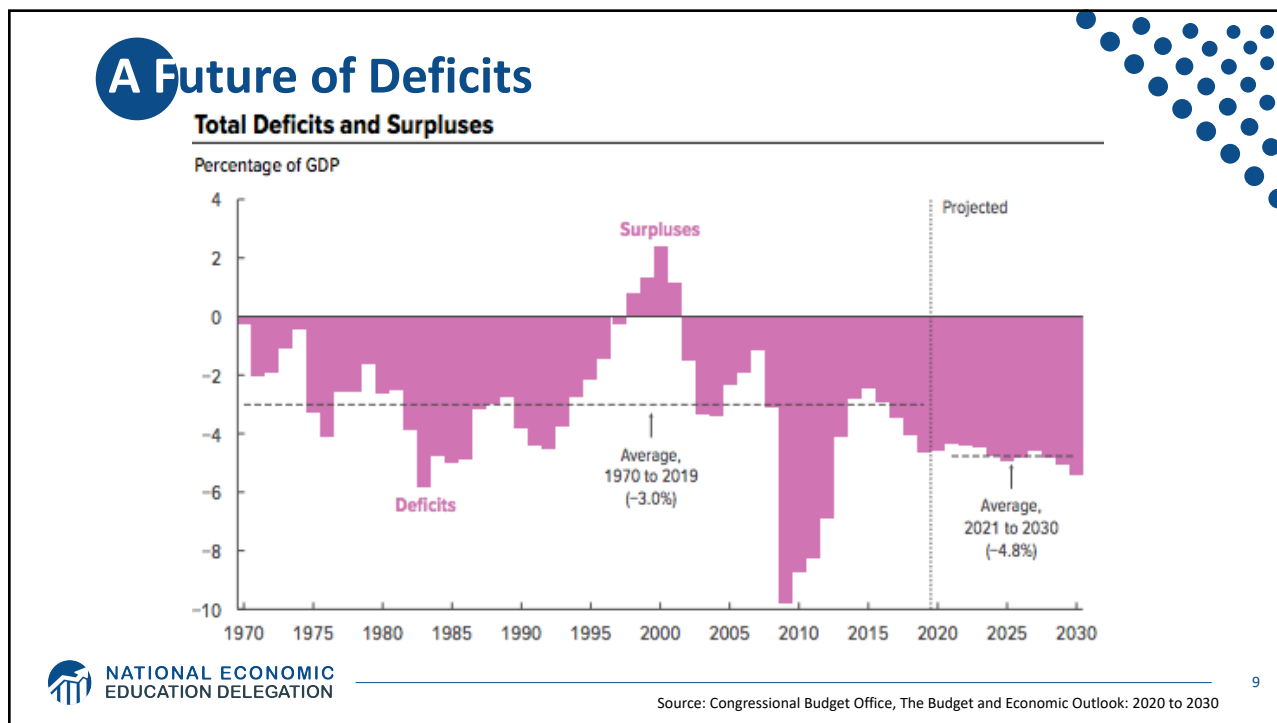 A Future of Deficits
Total Deficits and Surpluses
Percentage of GDP
4
2
0
−2
−4
−6
−8
−10
Projected
Surpluses
Deficits
Average,
1970 to 2019
(−3.0%)
Average,
2021 to 2030
(−4.8%)
1970 1975 1980 1985 1990 1995 2000 2005 2010 2015 2020 2025 2030
NATIONAL ECONOMIC
EDUCATION DELEGATION
9
Source: Congressional Budget Office, The Budget and Economic Outlook: 2020 to 2030